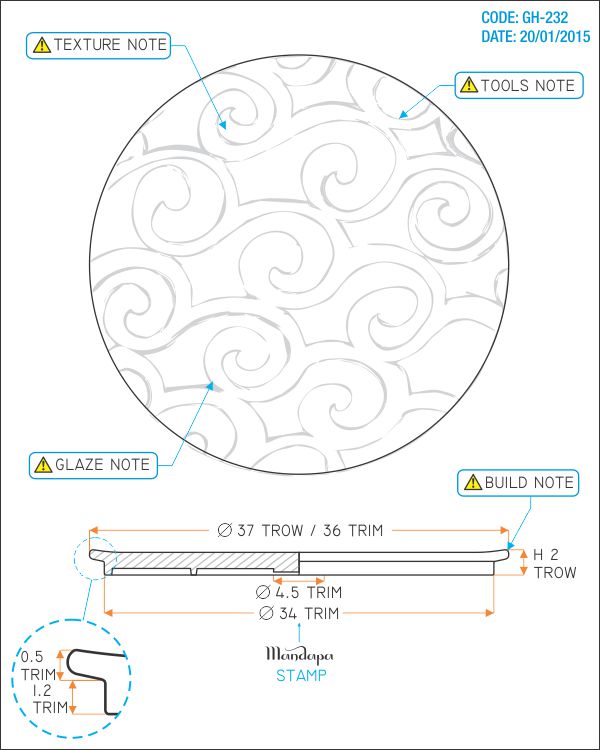 CODE: GH-232
DATE: 20/01/2015
TEXTURE NOTE
TOOLS NOTE
GLAZE NOTE
BUILD NOTE
Ø 37 TROW / 36 TRIM
H 2
TROW
Ø 4.5 TRIM
Ø 34 TRIM
0.5
TRIM
1.2
TRIM
Mandapa
STAMP